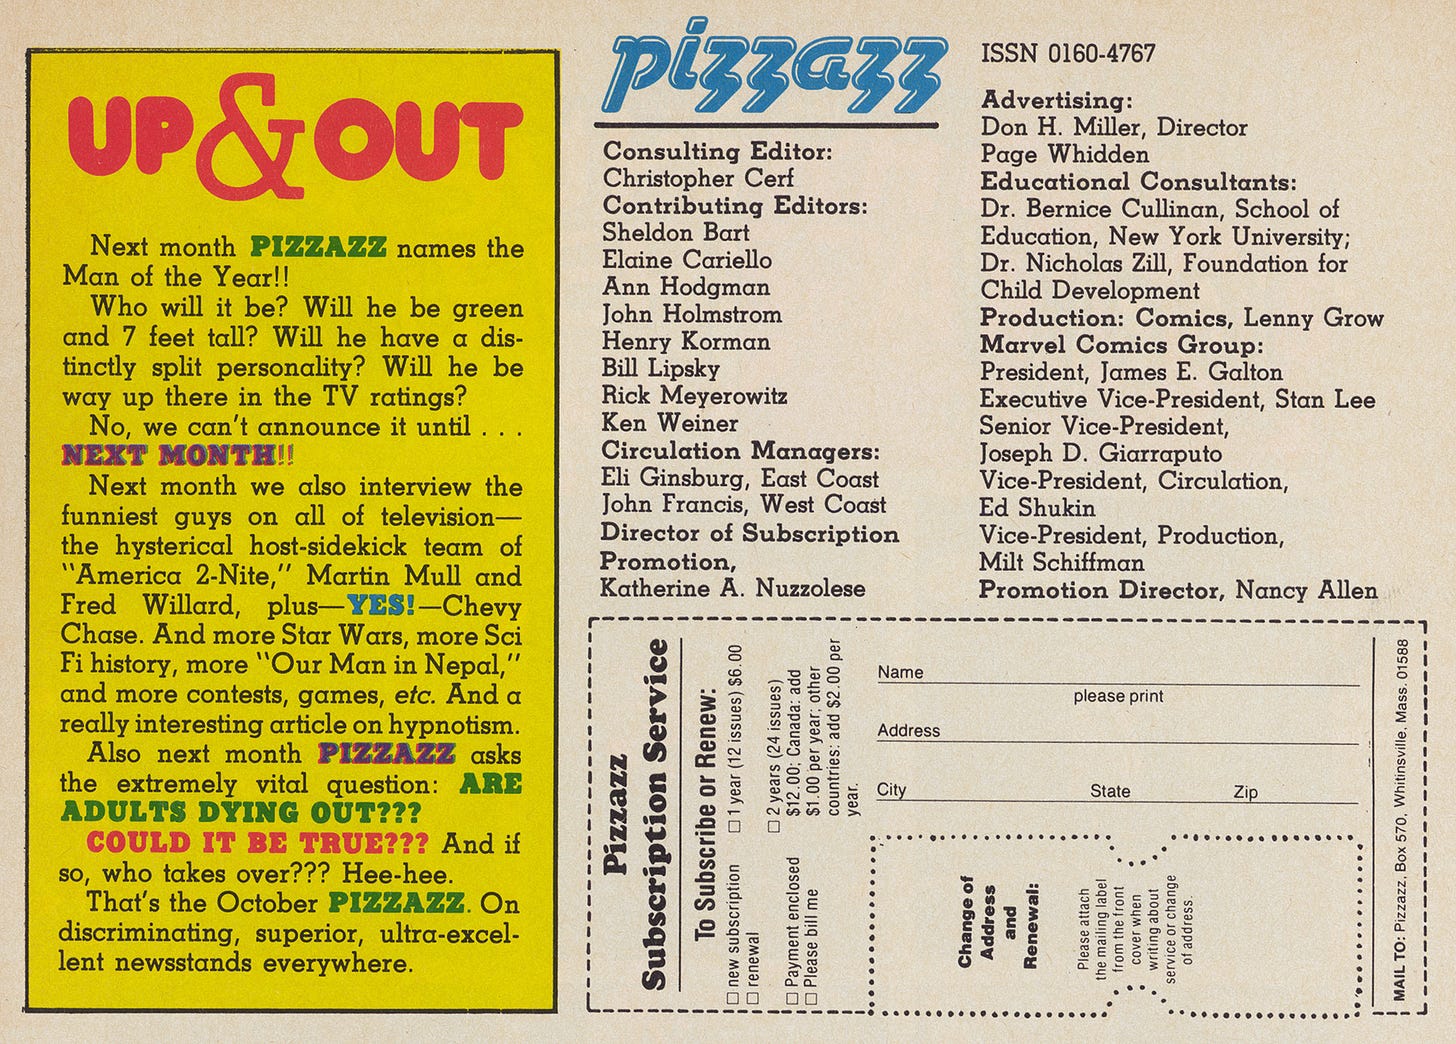 UP & OUT
Next month PIZZAZZ names the
Man of the Year!!
Who will it be? Will he be green
and 7 feet tall? Will he have a dis-
tinctly split personality? Will he be
way up there in the TV ratings?
No, we can't announce it until . . .
NEXT MONTH!!
Next month we also interview the
funniest guys on all of television—
the hysterical host-sidekick team of
"America 2-Nite," Martin Mull and
Fred Willard, plus—YES!—Chevy
Chase. And more Star Wars, more Sci
Fi history, more "Our Man in Nepal,"
and more contests, games, etc. And a
really interesting article on hypnotism.
Also next month PIZZAZZ asks
the extremely vital question: ARE
ADULTS DYING OUT???
COULD IT BE TRUE??? And if
so, who takes over??? Hee-hee.
That's the October PIZZAZZ. On
discriminating, superior, ultra-excel-
lent newsstands everywhere.
pizzazz
Consulting Editor:
Christopher Cerf
Contributing Editors:
Sheldon Bart
Elaine Cariello
Ann Hodgman
John Holmstrom
Henry Korman
Bill Lipsky
Rick Meyerowitz
Ken Weiner
Circulation Managers:
Eli Ginsburg, East Coast
John Francis, West Coast
Director of Subscription
Promotion,
Katherine A. Nuzzolese
ISSN 0160-4767
Advertising:
Don H. Miller, Director
Page Whidden
Educational Consultants:
Dr. Bernice Cullinan, School of
Education, New York University;
Dr. Nicholas Zill, Foundation for
Child Development
Production: Comics, Lenny Grow
Marvel Comics Group:
President, James E. Galton
Executive Vice-President, Stan Lee
Senior Vice-President,
Joseph D. Giarraputo
Vice-President, Circulation,
Ed Shukin
Vice-President, Production,
Milt Schiffman
Promotion Director, Nancy Allen
Pizzazz
Subscription Service
To Subscribe or Renew:
☐ new subscription
☐ renewal
☐ Payment enclosed
☐ Please bill me
☐ 1 year (12 issues) $6.00
☐ 2 years (24 issues)
$12.00; Canada: add
$1.00 per year; other
countries: add $2.00 per
year.
Name
please print
Address
City State Zip
Change of
Address
and
Renewal:
Please attach
the mailing label
from the front
cover when
writing about
service or change
of address.
MAIL TO: Pizzazz, Box 570, Whitinsville, Mass. 01588